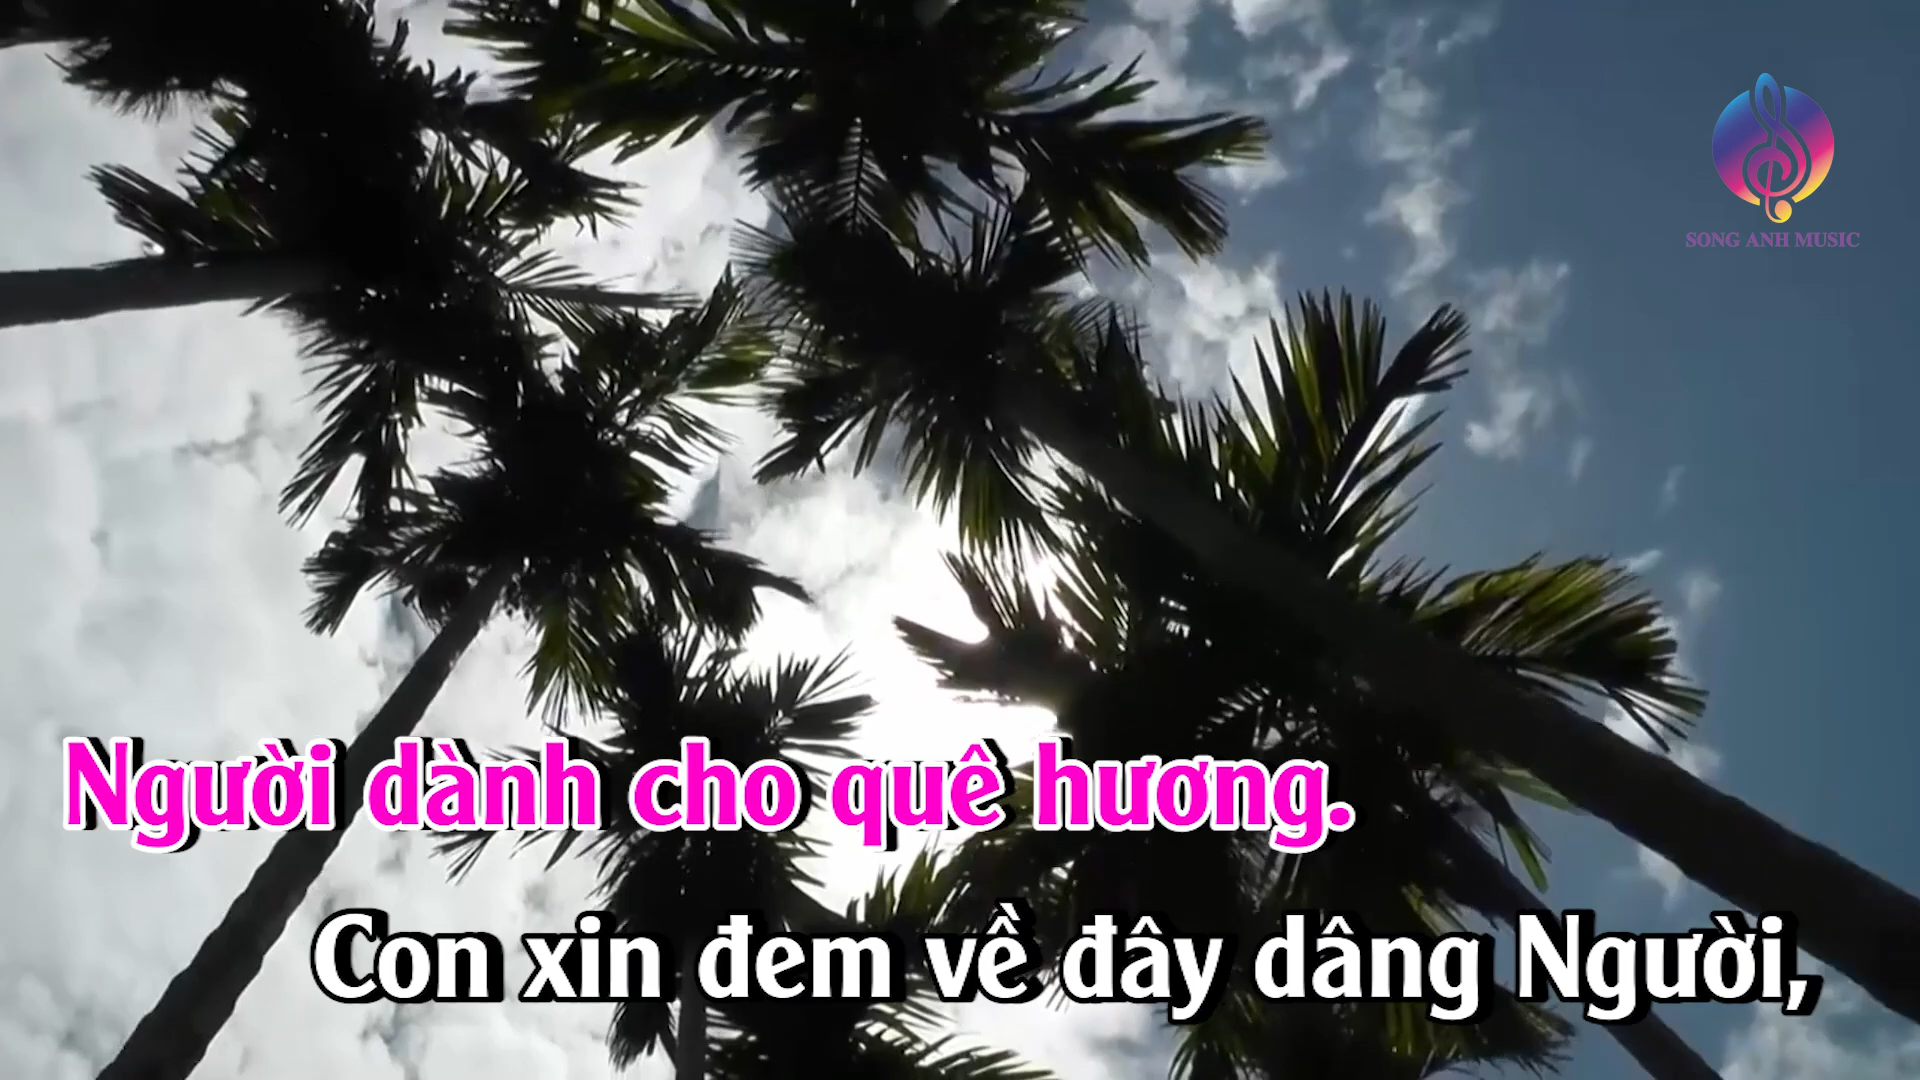 SONG ANH MUSIC
Người dành cho quê hương.
Con xin đem về đây dâng Người,